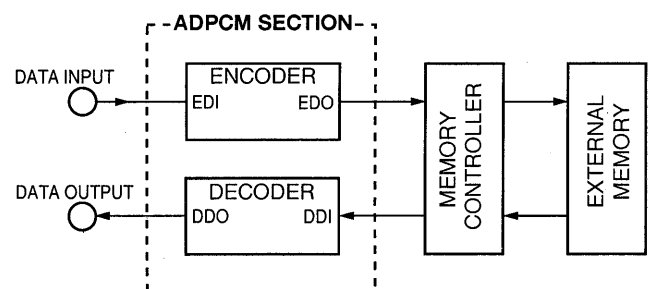 ADPCM SECTION
DATA INPUT
ENCODER
EDI EDO
DATA OUTPUT
DECODER
DDO DDI
MEMORY
CONTROLLER
EXTERNAL
MEMORY